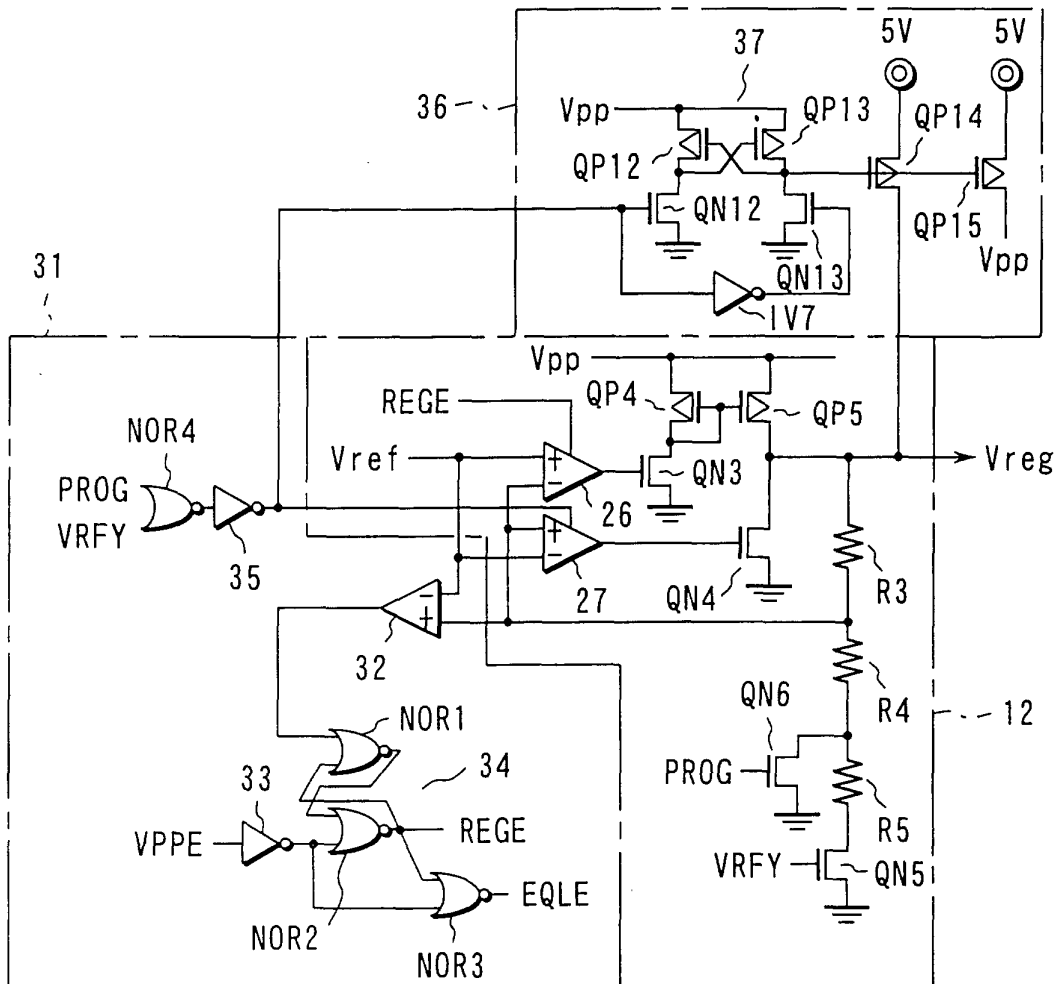 5V
5V
36
37
Vpp
QP13
QP14
QP12
QN12
QN13
QP15
Vpp
IV7
31
Vpp
REGE
QP4
QP5
NOR4
Vref
QN3
Vreg
PROG
VRFY
+
−
26
35
+
−
27
QN4
R3
−
+
32
R4
QN6
12
NOR1
PROG
33
34
R5
VPPE
REGE
VRFY
QN5
EQLE
NOR2
NOR3